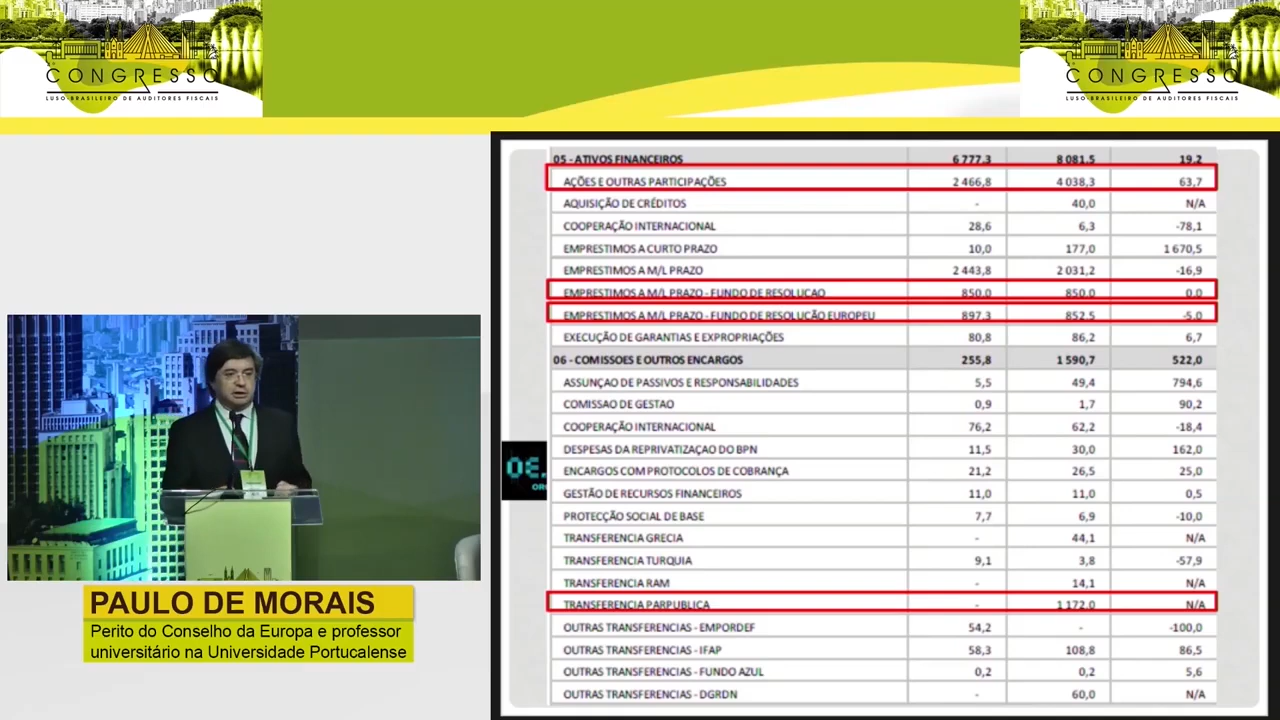 CONGRESSO
LUSO-BRASILEIRO DE AUDITORES FISCAIS
CONGRESSO
LUSO-BRASILEIRO DE AUDITORES FISCAIS
05 - ATIVOS FINANCEIROS 6 777,3 8 081,5 19,2
AÇÕES E OUTRAS PARTICIPAÇÕES 2 466,8 4 038,3 63,7
AQUISIÇÃO DE CRÉDITOS - 40,0 N/A
COOPERAÇÃO INTERNACIONAL 28,6 6,3 -78,1
EMPRESTIMOS A CURTO PRAZO 10,0 177,0 1 670,5
EMPRESTIMOS A M/L PRAZO 2 443,8 2 031,2 -16,9
EMPRESTIMOS A M/L PRAZO - FUNDO DE RESOLUCAO 850,0 850,0 0,0
EMPRESTIMOS A M/L PRAZO - FUNDO DE RESOLUCÃO EUROPEU 897,3 852,5 -5,0
EXECUÇÃO DE GARANTIAS E EXPROPRIAÇÕES 80,8 86,2 6,7
06 - COMISSOES E OUTROS ENCARGOS 255,8 1 590,7 522,0
ASSUNÇAO DE PASSIVOS E RESPONSABILIDADES 5,5 49,4 794,6
COMISSAO DE GESTAO 0,9 1,7 90,2
COOPERAÇÃO INTERNACIONAL 76,2 62,2 -18,4
DESPESAS DA REPRIVATIZAÇAO DO BPN 11,5 30,0 162,0
ENCARGOS COM PROTOCOLOS DE COBRANÇA 21,2 26,5 25,0
GESTÃO DE RECURSOS FINANCEIROS 11,0 11,0 0,5
PROTECÇÃO SOCIAL DE BASE 7,7 6,9 -10,0
TRANSFERENCIA GRECIA - 44,1 N/A
TRANSFERENCIA TURQUIA 9,1 3,8 -57,9
TRANSFERENCIA RAM - 14,1 N/A
TRANSFERENCIA PARPUBLICA - 1 172,0 N/A
OUTRAS TRANSFERENCIAS - EMPORDEF 54,2 - -100,0
OUTRAS TRANSFERENCIAS - IFAP 58,3 108,8 86,5
OUTRAS TRANSFERENCIAS - FUNDO AZUL 0,2 0,2 5,6
OUTRAS TRANSFERENCIAS - DGRDN - 60,0 N/A
PAULO DE MORAIS
Perito do Conselho da Europa e professor
universitário na Universidade Portucalense